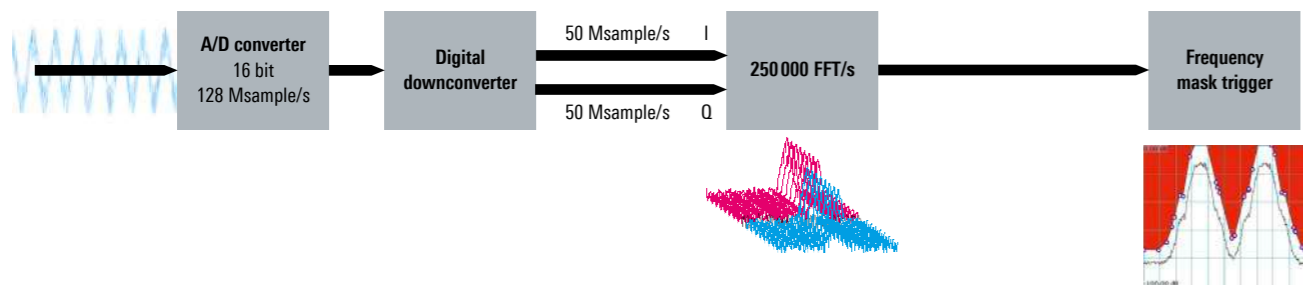 A/D converter
16 bit
128 Msample/s
Digital
downconverter
50 Msample/s I
50 Msample/s Q
250 000 FFT/s
Frequency
mask trigger